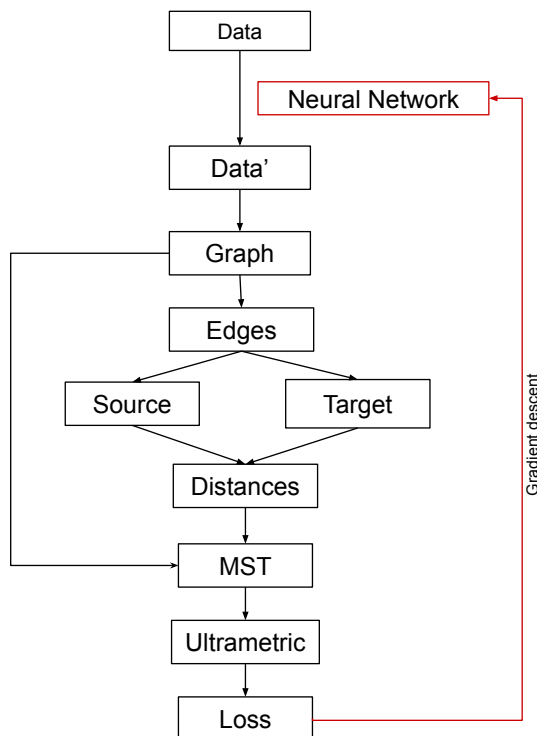 Data
Neural Network
Data’
Graph
Edges
Source
Target
Distances
MST
Ultrametric
Loss
Gradient descent